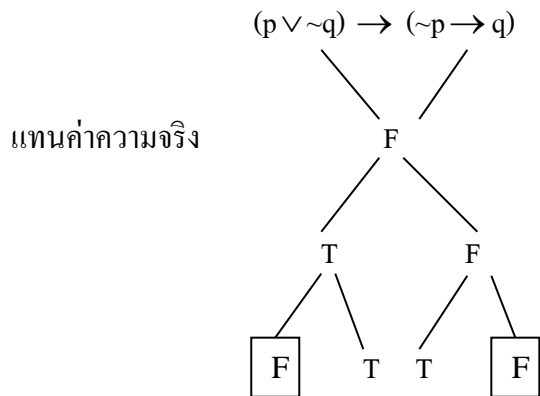 (p ∨ ~q) → (~p → q)
แทนค่าความจริง
F
T F
F T T F